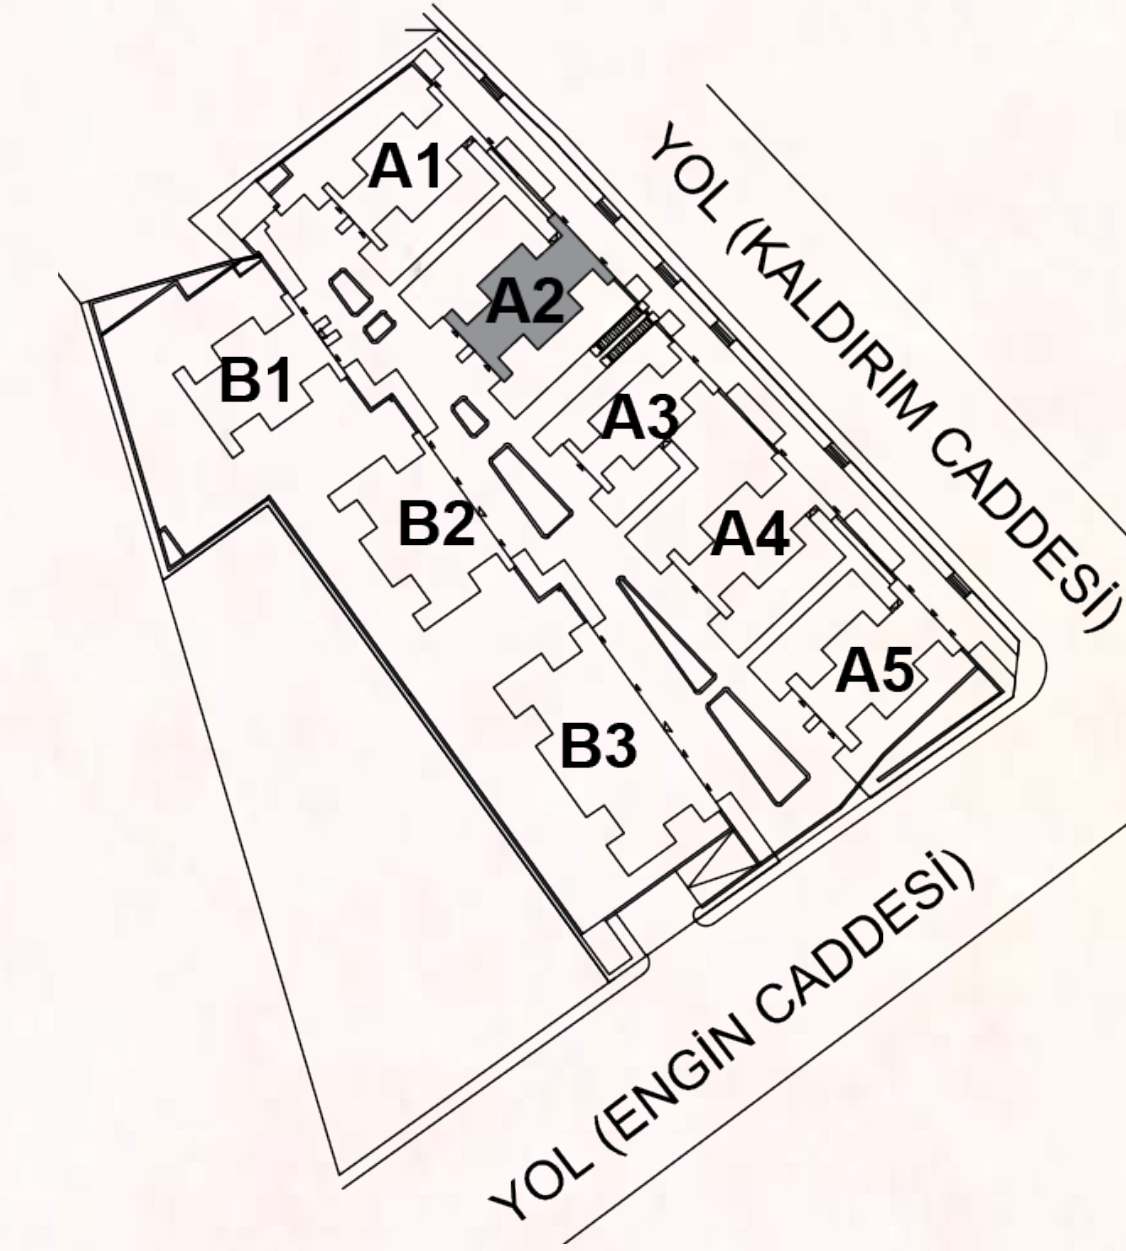 A1
YOL (KALDIRIM CADDESİ)
A2
B1
A3
B2
A4
A5
B3
YOL (ENGİN CADDESİ)